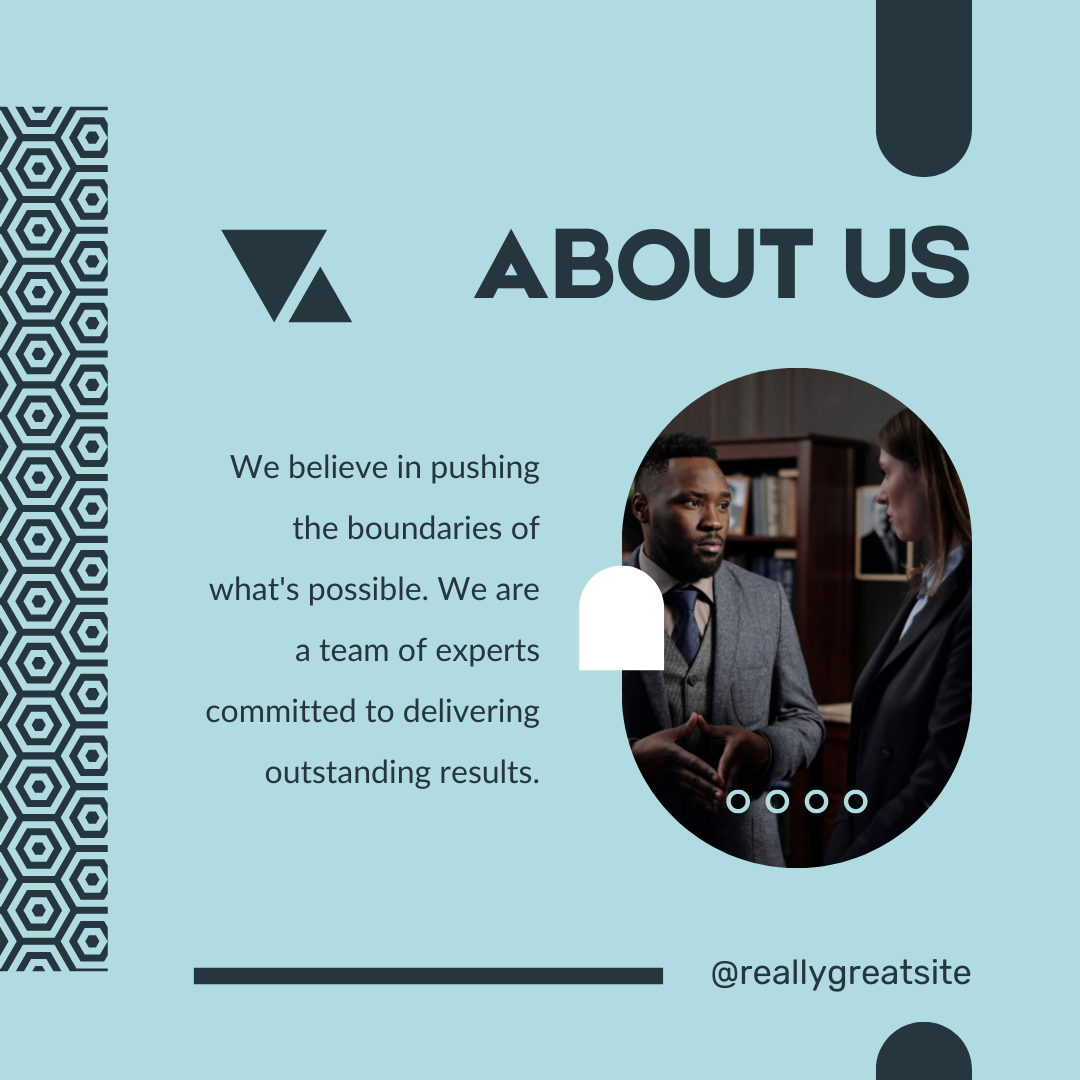 ABOUT US
We believe in pushing
the boundaries of
what's possible. We are
a team of experts
committed to delivering
outstanding results.
@reallygreatsite